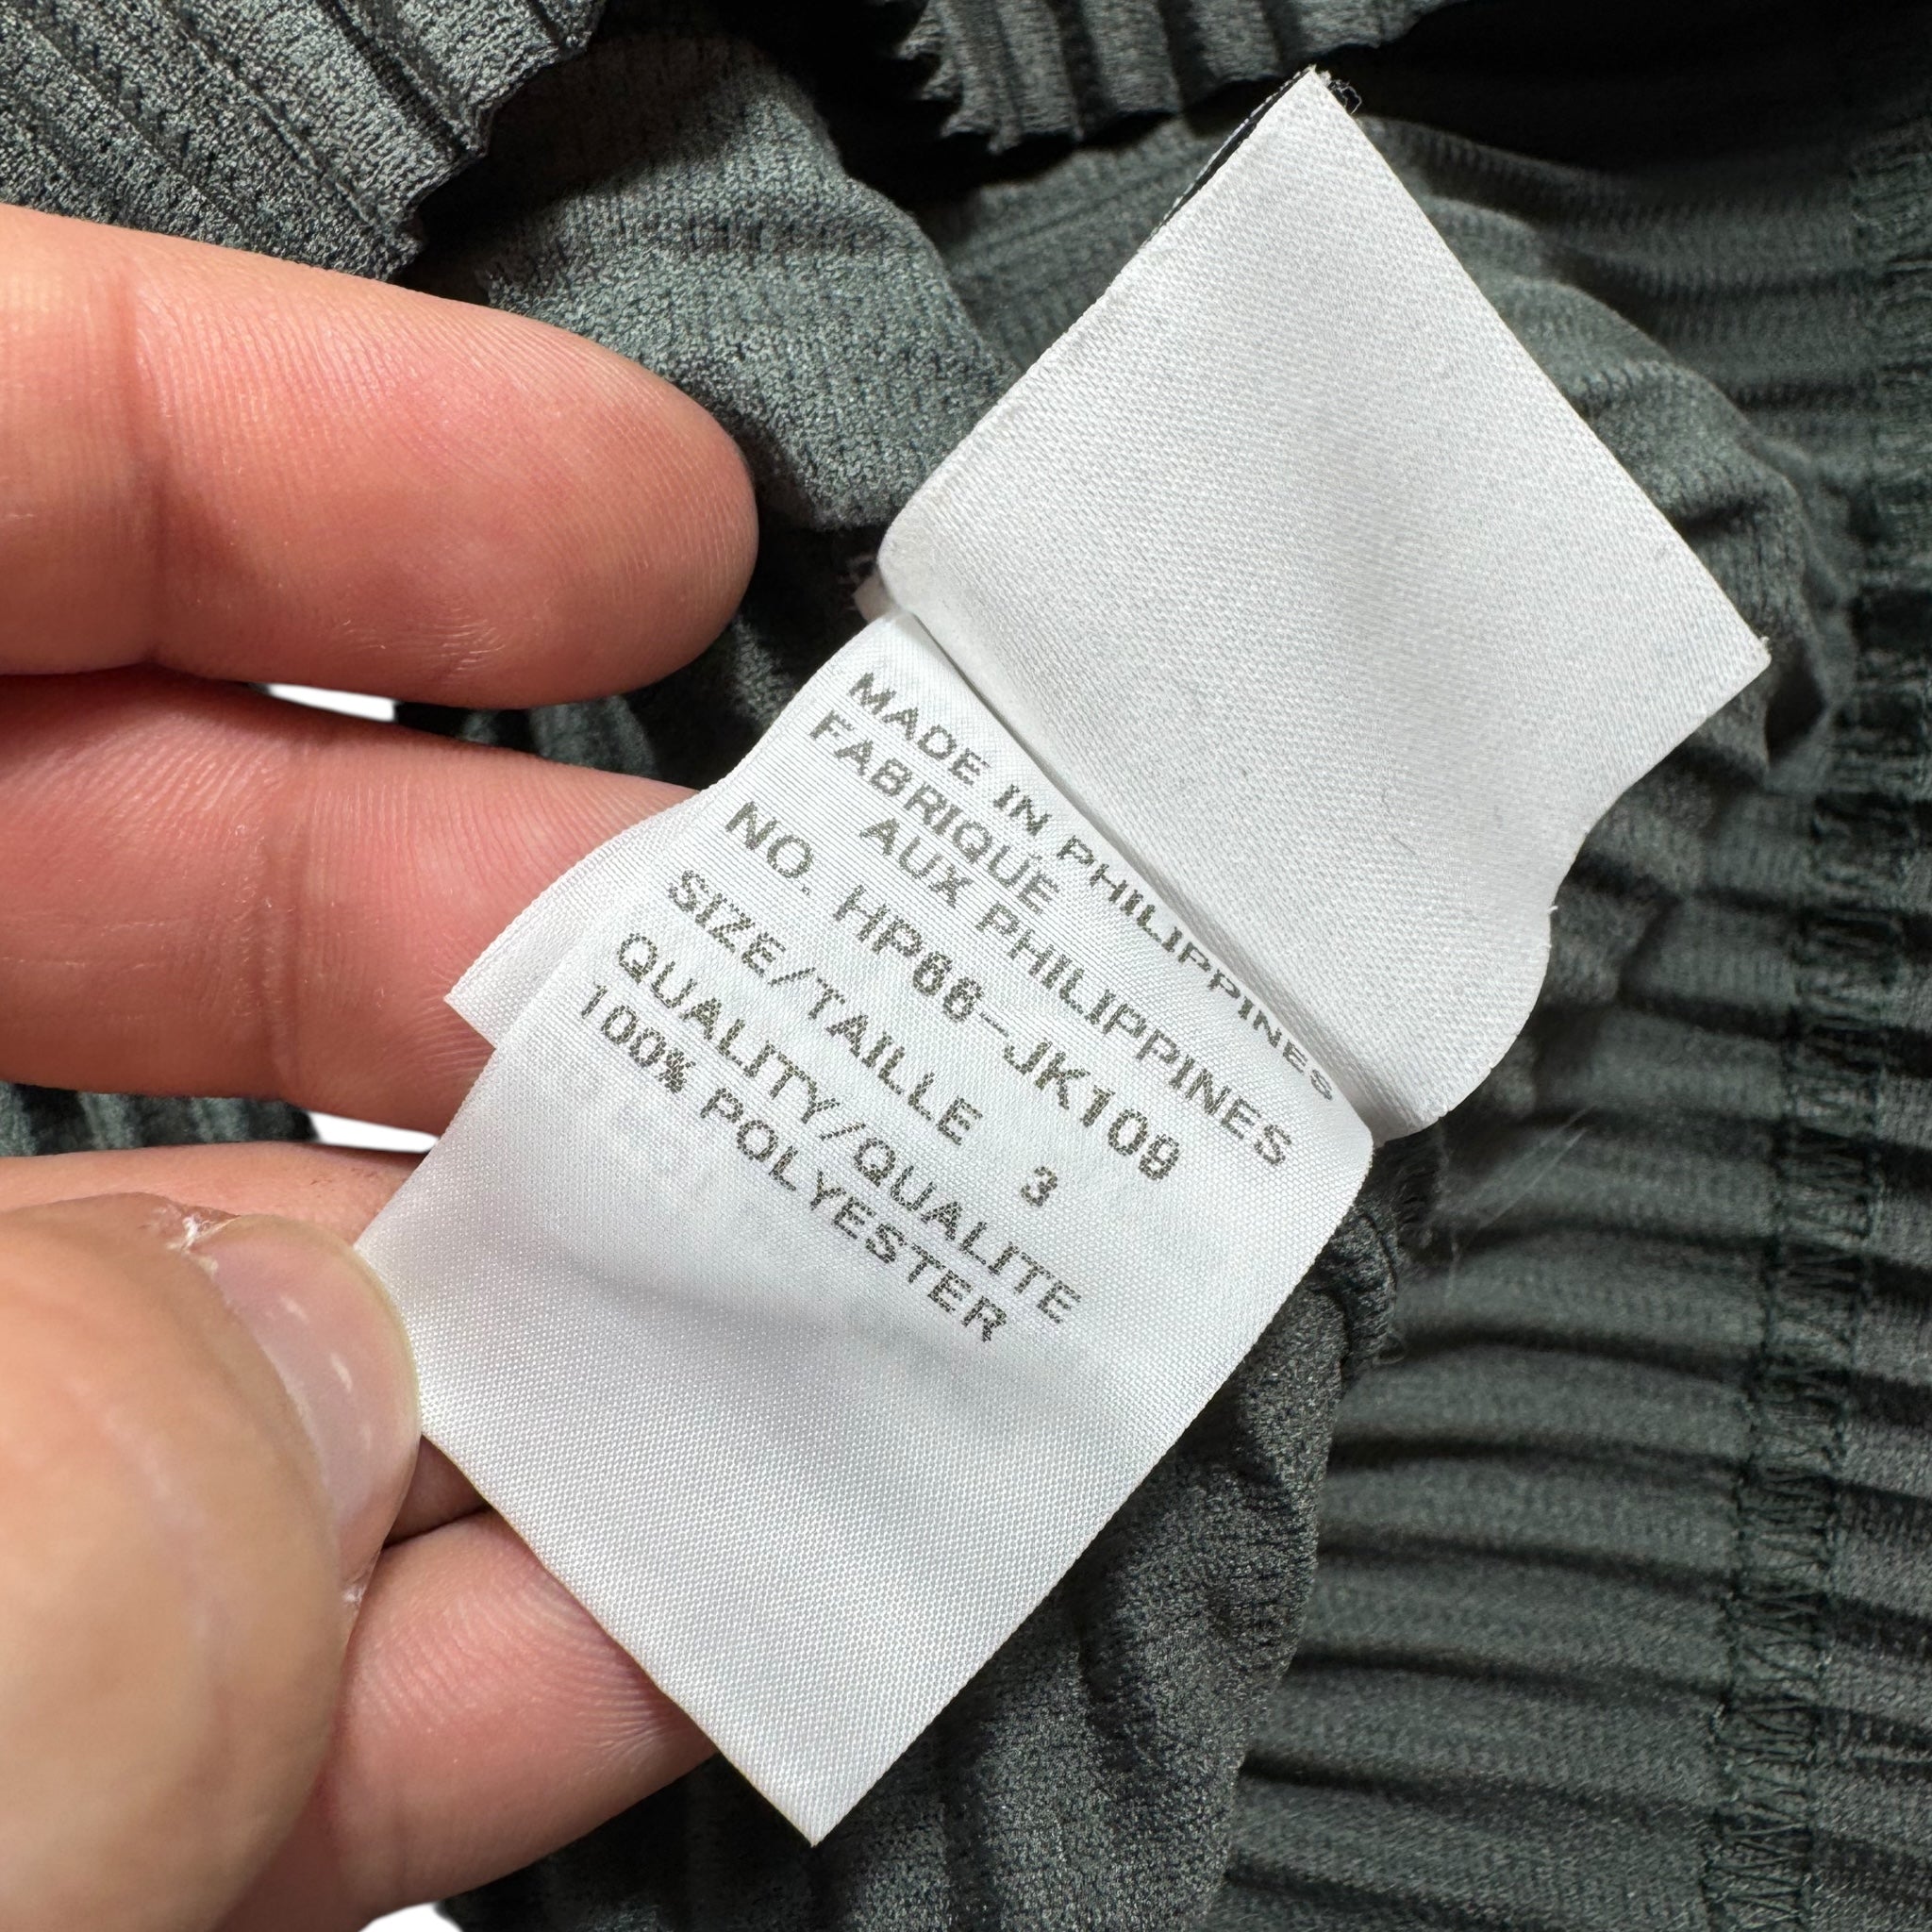 MADE IN PHILIPPINES
FABRIQUE
AUX PHILIPPINES
NO. HP66-JK109
SIZE/TAILLE 3
QUALITY/QUALITE
100% POLYESTER